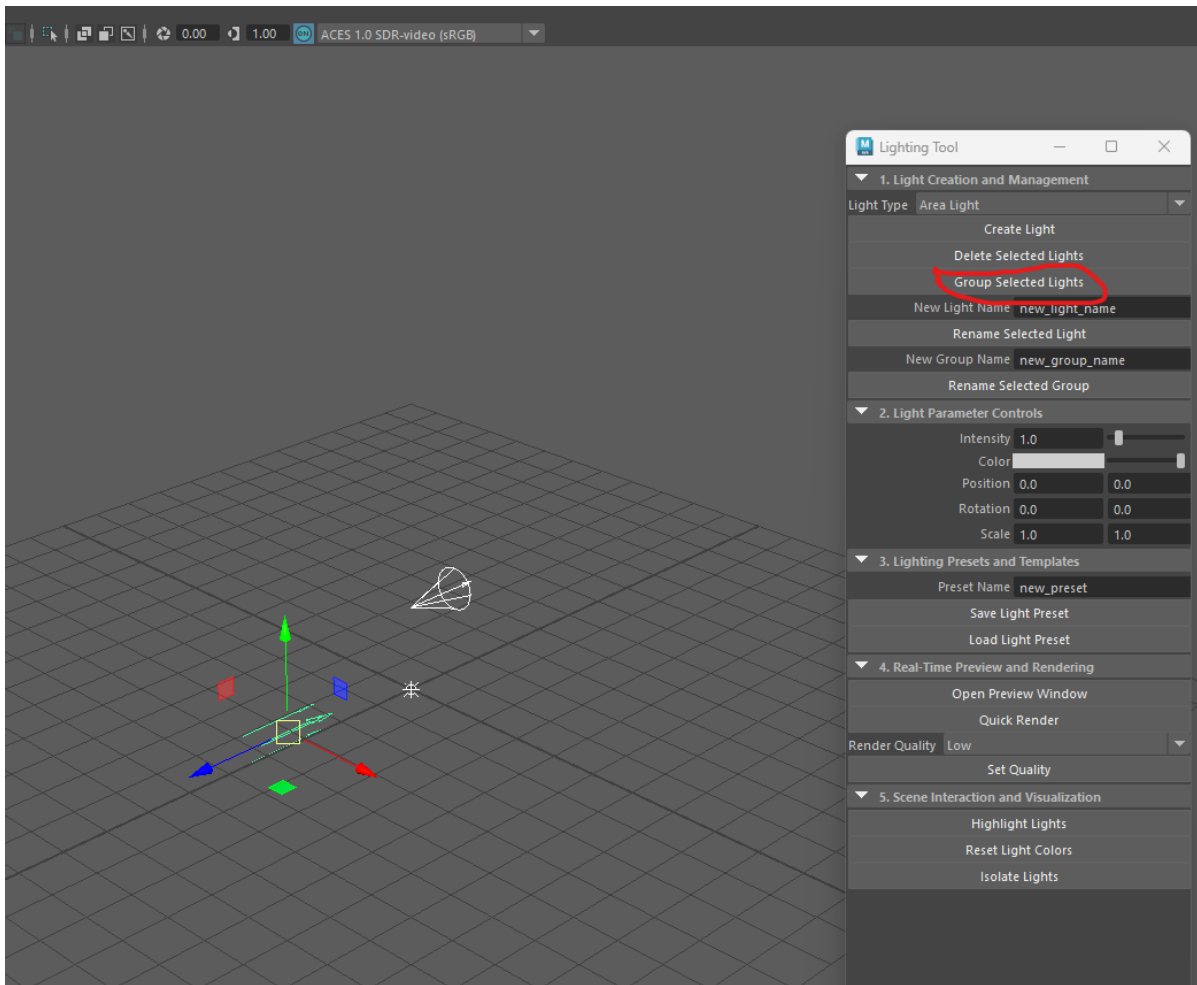 0.00 1.00 ON ACES 1.0 SDR-video (sRGB)
Lighting Tool
1. Light Creation and Management
Light Type Area Light
Create Light
Delete Selected Lights
Group Selected Lights
New Light Name new_light_name
Rename Selected Light
New Group Name new_group_name
Rename Selected Group
2. Light Parameter Controls
Intensity 1.0
Color
Position 0.0 0.0
Rotation 0.0 0.0
Scale 1.0 1.0
3. Lighting Presets and Templates
Preset Name new_preset
Save Light Preset
Load Light Preset
4. Real-Time Preview and Rendering
Open Preview Window
Quick Render
Render Quality Low
Set Quality
5. Scene Interaction and Visualization
Highlight Lights
Reset Light Colors
Isolate Lights